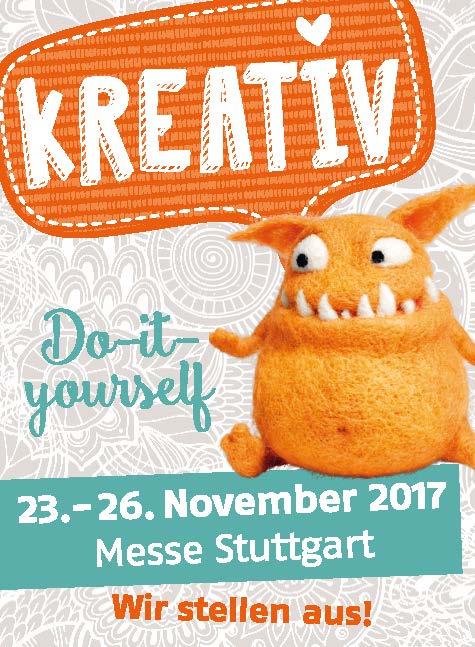 KREATIV
Do-it-
yourself
23.-26. November 2017
Messe Stuttgart
Wir stellen aus!